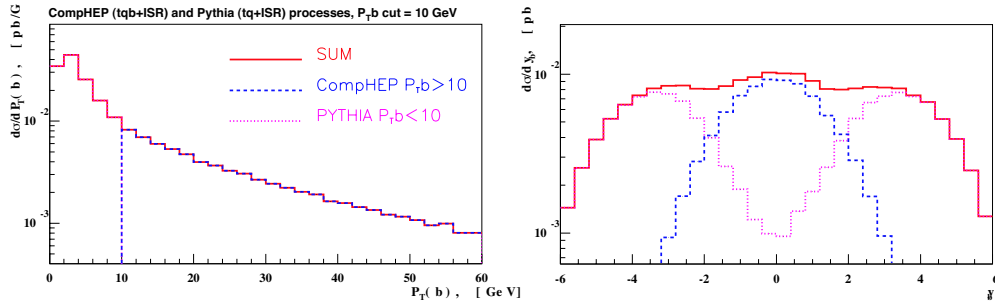 CompHEP (tqb+ISR) and Pythia (tq+ISR) processes, PTb cut = 10 GeV
dσ/dPT( b) , [ pb/G
SUM
CompHEP PTb>10
PYTHIA PTb<10
10-2
10-3
0 10 20 30 40 50 60
PT( b) , [ Ge V]
dσ/d yb, [ pb
10-2
10-3
-6 -4 -2 0 2 4 6